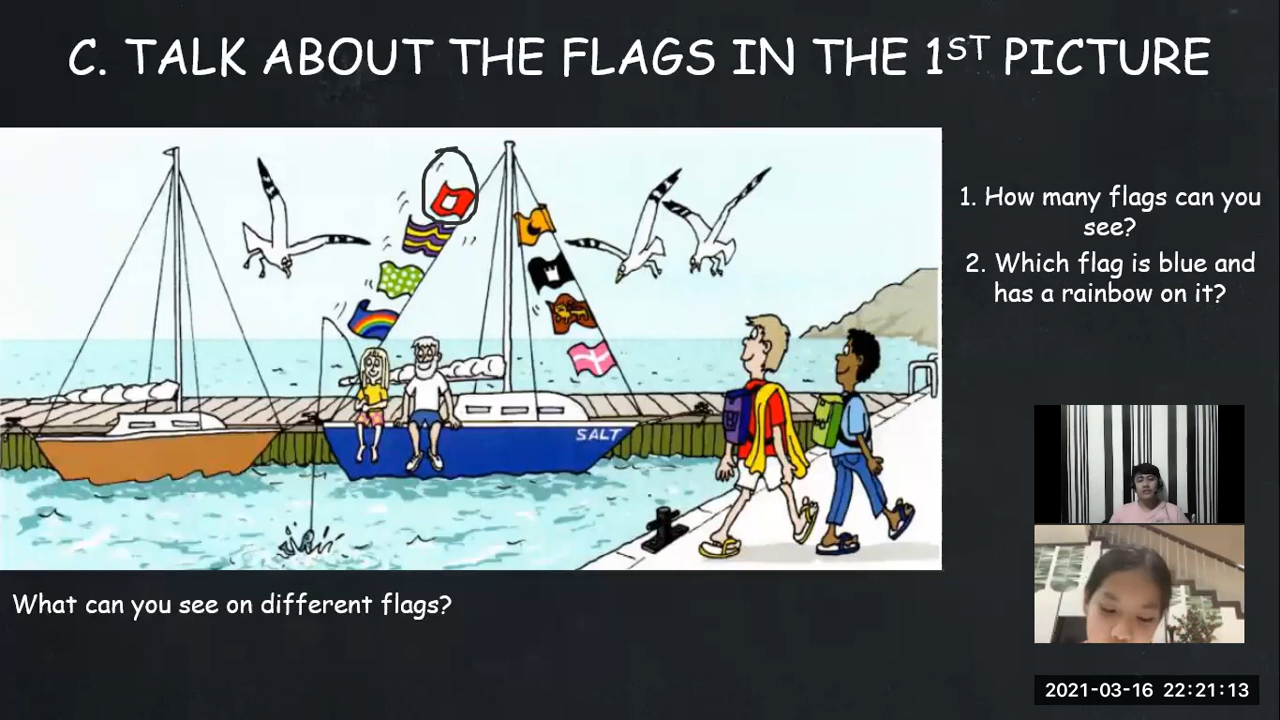 C. TALK ABOUT THE FLAGS IN THE 1ST PICTURE
1. How many flags can you
see?
2. Which flag is blue and
has a rainbow on it?
SALT
What can you see on different flags?
2021-03-16 22:21:13